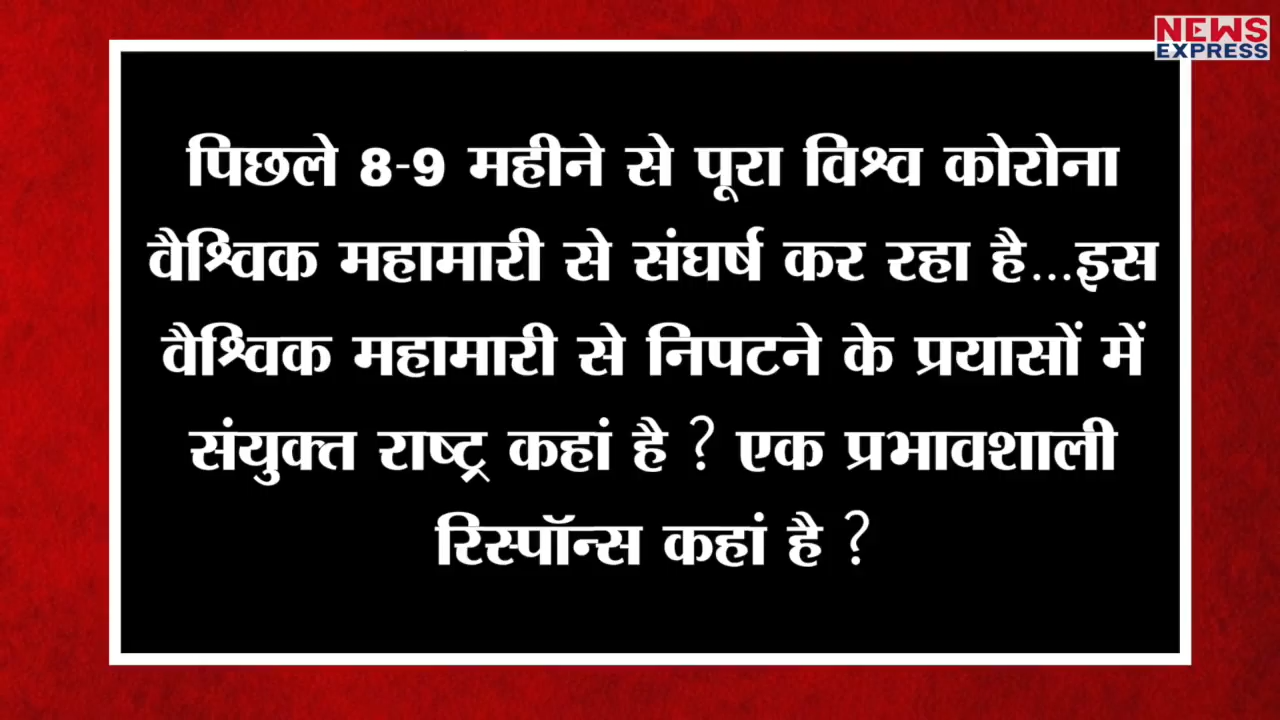 NEWS
EXPRESS
पिछले 8-9 महीने से पूरा विश्व कोरोना
वैश्विक महामारी से संघर्ष कर रहा है...इस
वैश्विक महामारी से निपटने के प्रयासों में
संयुक्त राष्ट्र कहां है ? एक प्रभावशाली
रिस्पॉन्स कहां है ?